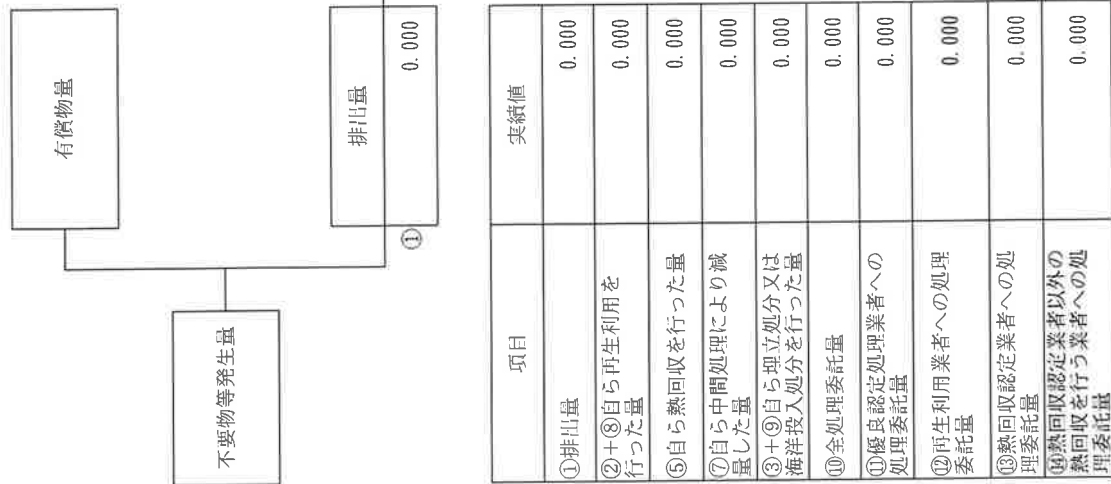 有償物量
不要物等発生量
排出量
①
0.000
項目
実績値
①排出量
0.000
②+⑧自ら再生利用を
行った量
0.000
⑤自ら熱回収を行った量
0.000
⑦自ら中間処理により減
量した量
0.000
③+⑨自ら埋立処分又は
海洋投入処分を行った量
0.000
⑩全処理委託量
0.000
⑪優良認定処理業者への
処理委託量
0.000
⑫再生利用業者への処理
委託量
0.000
⑬熱回収認定業者への処
理委託量
0.000
⑭熱回収認定業者以外の
熱回収を行う業者への処
理委託量
0.000